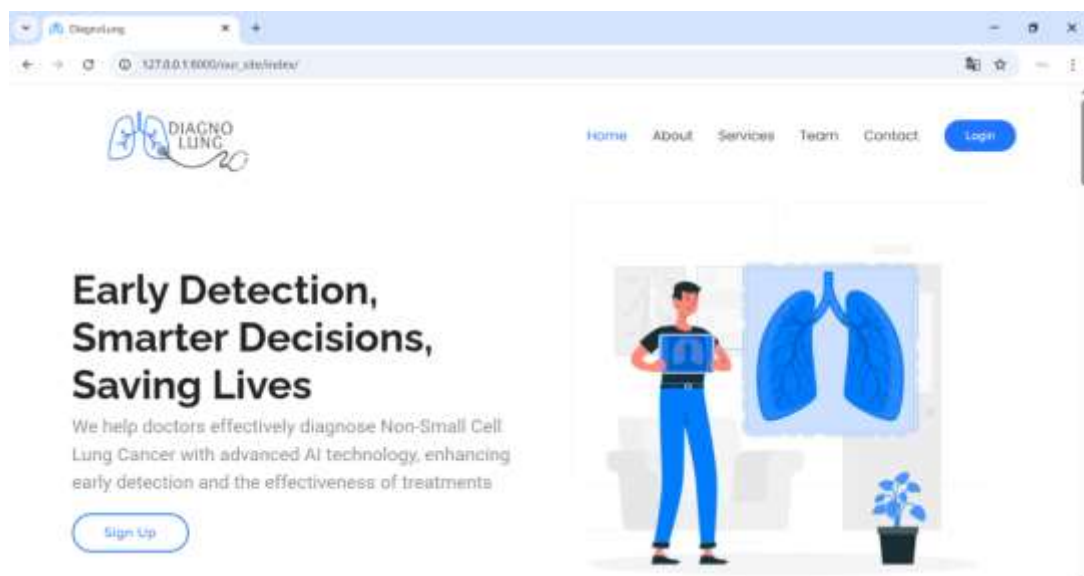 DiagnoLung
127.0.0.1:8000/our_site/index/
DIAGNO
LUNG
Home About Services Team Contact Login
Early Detection,
Smarter Decisions,
Saving Lives
We help doctors effectively diagnose Non-Small Cell
Lung Cancer with advanced AI technology, enhancing
early detection and the effectiveness of treatments
Sign Up